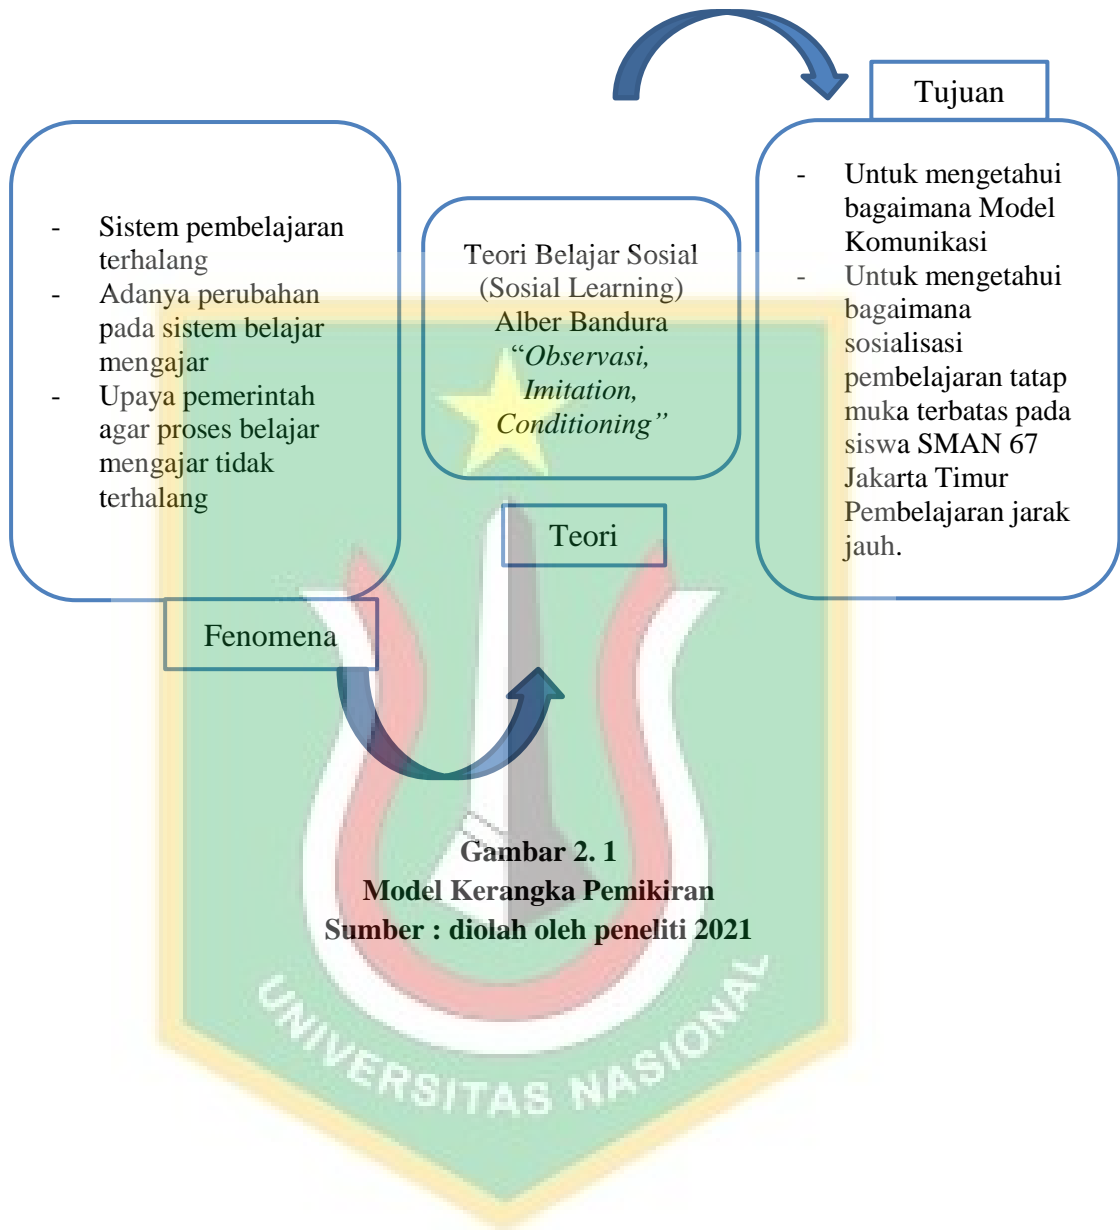 - Sistem pembelajaran
terhalang
- Adanya perubahan
pada sistem belajar
mengajar
- Upaya pemerintah
agar proses belajar
mengajar tidak
terhalang
Fenomena
Teori Belajar Sosial
(Sosial Learning)
Alber Bandura
“Observasi,
Imitation,
Conditioning”
Teori
Tujuan
- Untuk mengetahui
bagaimana Model
Komunikasi
- Untuk mengetahui
bagaimana
sosialisasi
pembelajaran tatap
muka terbatas pada
siswa SMAN 67
Jakarta Timur
Pembelajaran jarak
jauh.
Gambar 2. 1
Model Kerangka Pemikiran
Sumber : diolah oleh peneliti 2021
UNIVERSITAS NASIONAL